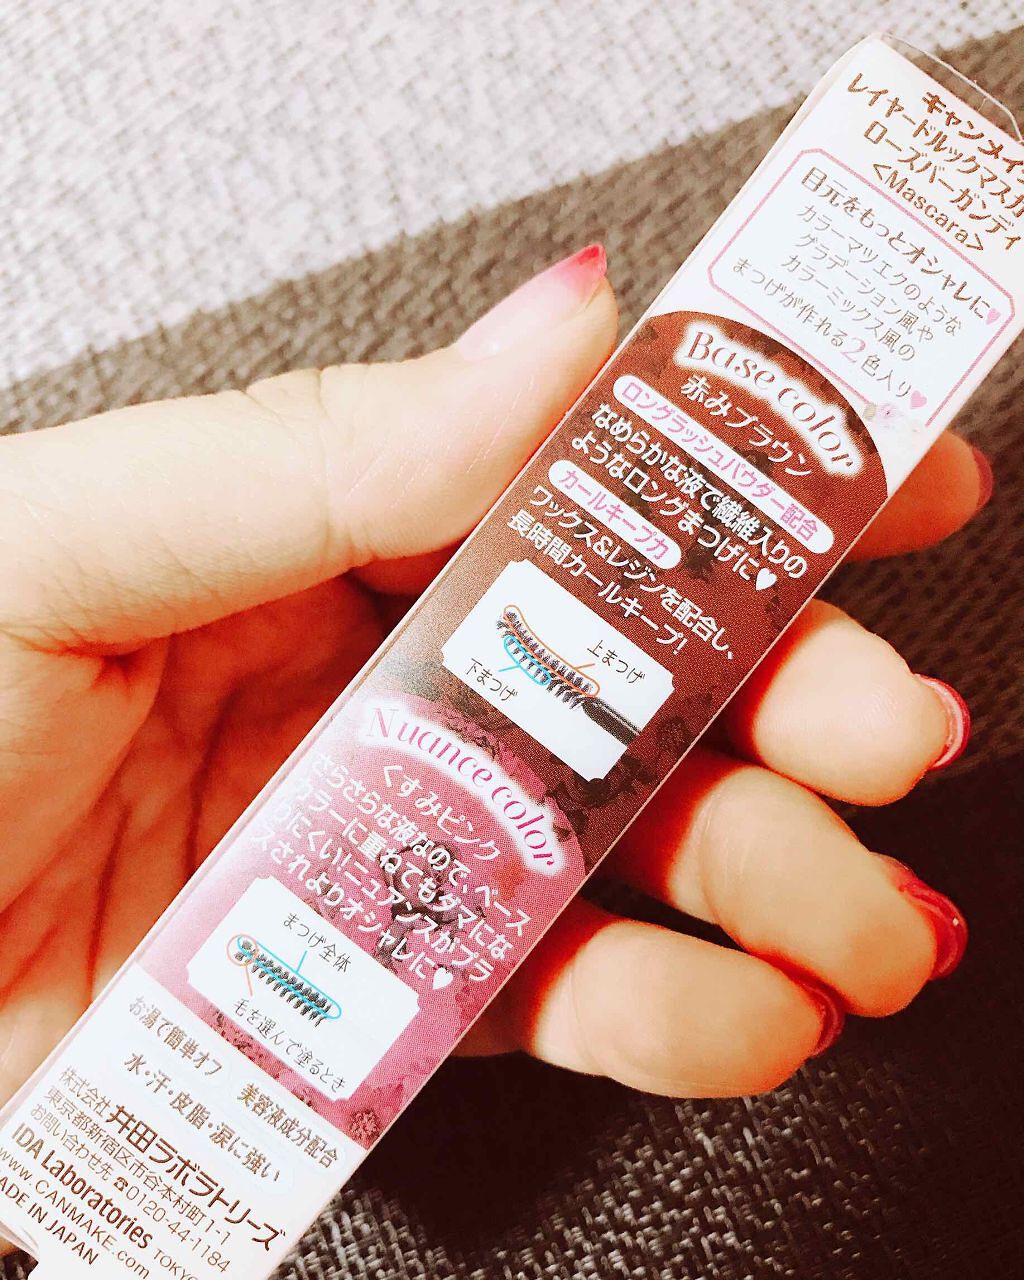 キャンメイク
レイヤードルックマスカ
ローズバーガンディ
<Mascara>
目元をもっとオシャレに♥
カラーマツエクのような
グラデーション風や
カラーミックス風の
まつげが作れる2色入り♥
Base color
赤みブラウン
ロングラッシュパウダー配合
なめらかな液で繊維入りの
ようなロングまつげに♥
カールキープ力
ワックス&レジンを配合し、
長時間カールキープ!
上まつげ
下まつげ
Nuance color
くすみピンク
さらさらな液なので、ベース
カラーに重ねてもダマにな
りにくい!ニュアンスがプラ
スされよりオシャレに♥
まつげ全体
毛を選んで塗るとき
お湯で簡単オフ
美容液成分配合
水・汗・皮脂・涙に強い
株式会社 井田ラボラトリーズ
東京都新宿区市谷本村町1-1
お問い合わせ先 ☎0120-44-1184
IDA Laboratories TOKYO
www.CANMAKE.com
MADE IN JAPAN